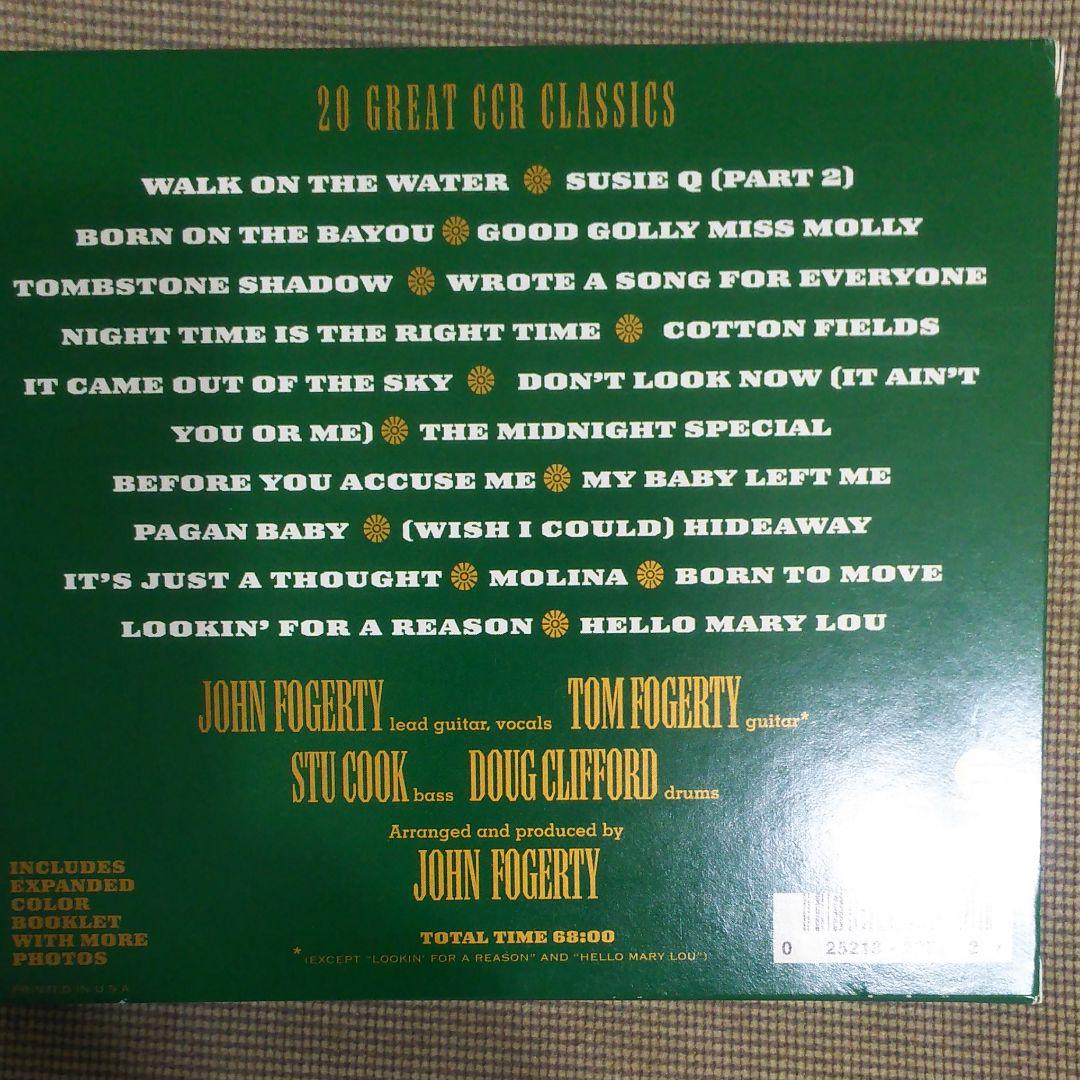 20 GREAT CCR CLASSICS
WALK ON THE WATER SUSIE Q (PART 2)
BORN ON THE BAYOU GOOD GOLLY MISS MOLLY
TOMBSTONE SHADOW WROTE A SONG FOR EVERYONE
NIGHT TIME IS THE RIGHT TIME COTTON FIELDS
IT CAME OUT OF THE SKY DON'T LOOK NOW (IT AIN'T
YOU OR ME) THE MIDNIGHT SPECIAL
BEFORE YOU ACCUSE ME MY BABY LEFT ME
PAGAN BABY (WISH I COULD) HIDEAWAY
IT'S JUST A THOUGHT MOLINA BORN TO MOVE
LOOKIN' FOR A REASON HELLO MARY LOU
JOHN FOGERTY lead guitar, vocals TOM FOGERTY guitar*
STU COOK bass DOUG CLIFFORD drums
Arranged and produced by
JOHN FOGERTY
TOTAL TIME 68:00
* (EXCEPT "LOOKIN' FOR A REASON" AND "HELLO MARY LOU")
INCLUDES
EXPANDED
COLOR
BOOKLET
WITH MORE
PHOTOS
PRINTED IN U.S.A.
0 25218 2